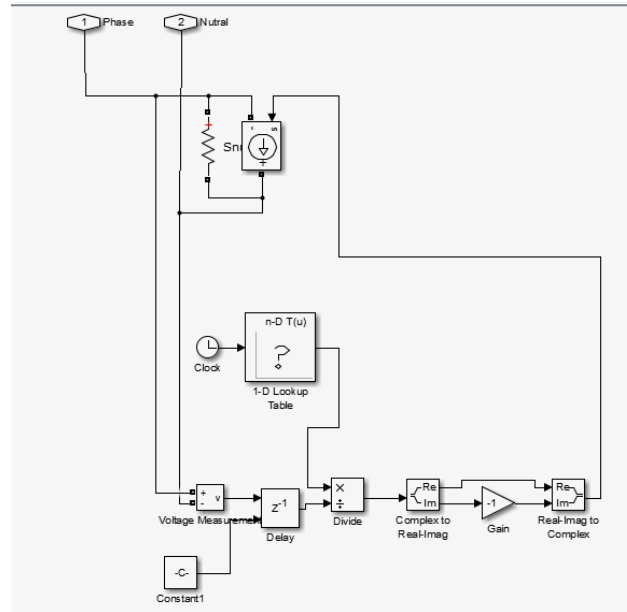 1 Phase
2 Nutral
+
Snu
-
s
+
n-D T(u)
Clock
1-D Lookup
Table
+
-
v
Voltage Measurement
z-1
Delay
×
÷
Divide
Re
Im
Complex to
Real-Imag
-1
Gain
Re
Im
Real-Imag to
Complex
-C-
Constant1